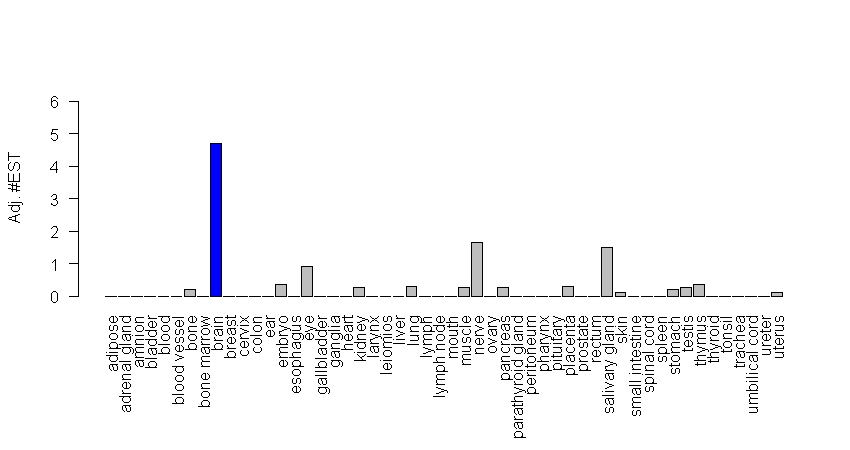 6
5
4
3
2
1
0
Adj. #EST
adipose
adrenal gland
amnion
bladder
blood
blood vessel
bone
bone marrow
brain
breast
cervix
colon
ear
embryo
esophagus
eye
gallbladder
ganglia
heart
kidney
larynx
leiomios
liver
lung
lymph
lymph node
mouth
muscle
nerve
ovary
pancreas
parathyroid gland
peritoneum
pharynx
pituitary
placenta
prostate
rectum
salivary gland
skin
small intestine
spinal cord
spleen
stomach
testis
thymus
thyroid
tonsil
trachea
umbilical cord
ureter
uterus